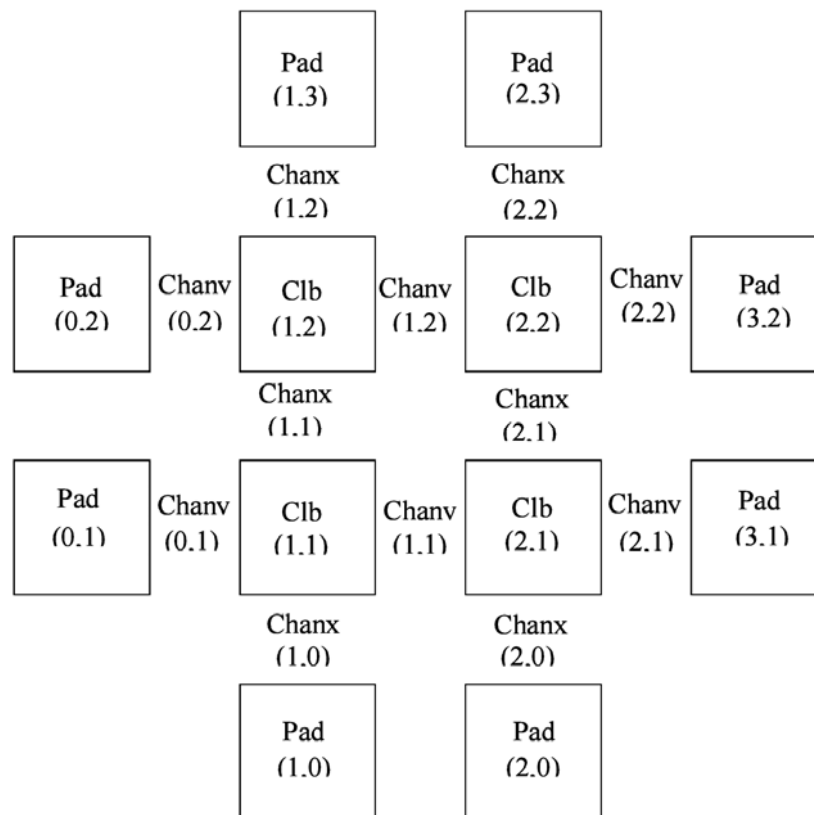 Pad Pad
(1.3) (2.3)
Chanx Chanx
(1.2) (2.2)
Pad Chanv Clb Chanv Clb Chanv Pad
(0.2) (0.2) (1.2) (1.2) (2.2) (2.2) (3.2)
Chanx Chanx
(1.1) (2.1)
Pad Chanv Clb Chanv Clb Chanv Pad
(0.1) (0.1) (1.1) (1.1) (2.1) (2.1) (3.1)
Chanx Chanx
(1.0) (2.0)
Pad Pad
(1.0) (2.0)